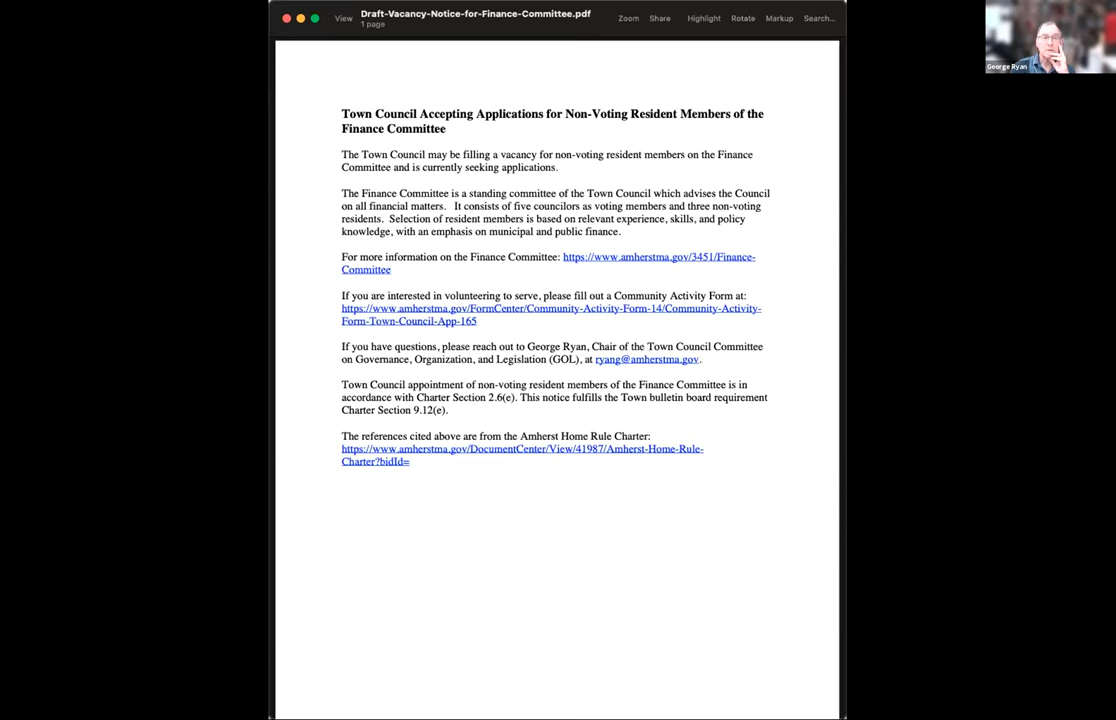 View
Draft-Vacancy-Notice-for-Finance-Committee.pdf
1 page
Zoom Share Highlight Rotate Markup Search...
George Ryan
Town Council Accepting Applications for Non-Voting Resident Members of the
Finance Committee
The Town Council may be filling a vacancy for non-voting resident members on the Finance
Committee and is currently seeking applications.
The Finance Committee is a standing committee of the Town Council which advises the Council
on all financial matters. It consists of five councilors as voting members and three non-voting
residents. Selection of resident members is based on relevant experience, skills, and policy
knowledge, with an emphasis on municipal and public finance.
For more information on the Finance Committee: https://www.amherstma.gov/3451/Finance-
Committee
If you are interested in volunteering to serve, please fill out a Community Activity Form at:
https://www.amherstma.gov/FormCenter/Community-Activity-Form-14/Community-Activity-
Form-Town-Council-App-165
If you have questions, please reach out to George Ryan, Chair of the Town Council Committee
on Governance, Organization, and Legislation (GOL), at ryang@amherstma.gov.
Town Council appointment of non-voting resident members of the Finance Committee is in
accordance with Charter Section 2.6(e). This notice fulfills the Town bulletin board requirement
Charter Section 9.12(e).
The references cited above are from the Amherst Home Rule Charter:
https://www.amherstma.gov/DocumentCenter/View/41987/Amherst-Home-Rule-
Charter?bidId=